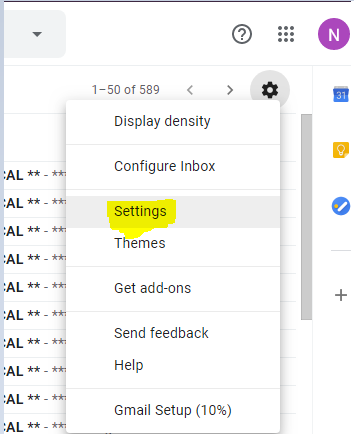 N
1–50 of 589
Display density
31
Configure Inbox
CAL ** - ***
Settings
CAL ** - **
Themes
CAL ** - **
CAL ** - **
Get add-ons
CAL ** - **
Send feedback
CAL ** - **
Help
CAL ** - **
CAL ** - **
Gmail Setup (10%)
CAL ** - **